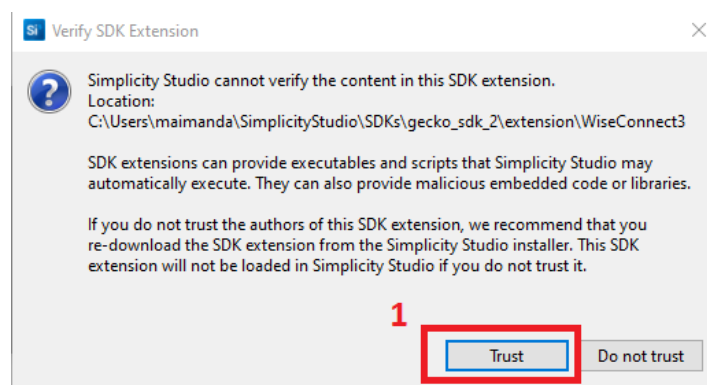 Si Verify SDK Extension
Simplicity Studio cannot verify the content in this SDK extension.
Location:
C:\Users\maimanda\SimplicityStudio\SDKs\gecko_sdk_2\extension\WiseConnect3
SDK extensions can provide executables and scripts that Simplicity Studio may
automatically execute. They can also provide malicious embedded code or libraries.
If you do not trust the authors of this SDK extension, we recommend that you
re-download the SDK extension from the Simplicity Studio installer. This SDK
extension will not be loaded in Simplicity Studio if you do not trust it.
1
Trust Do not trust